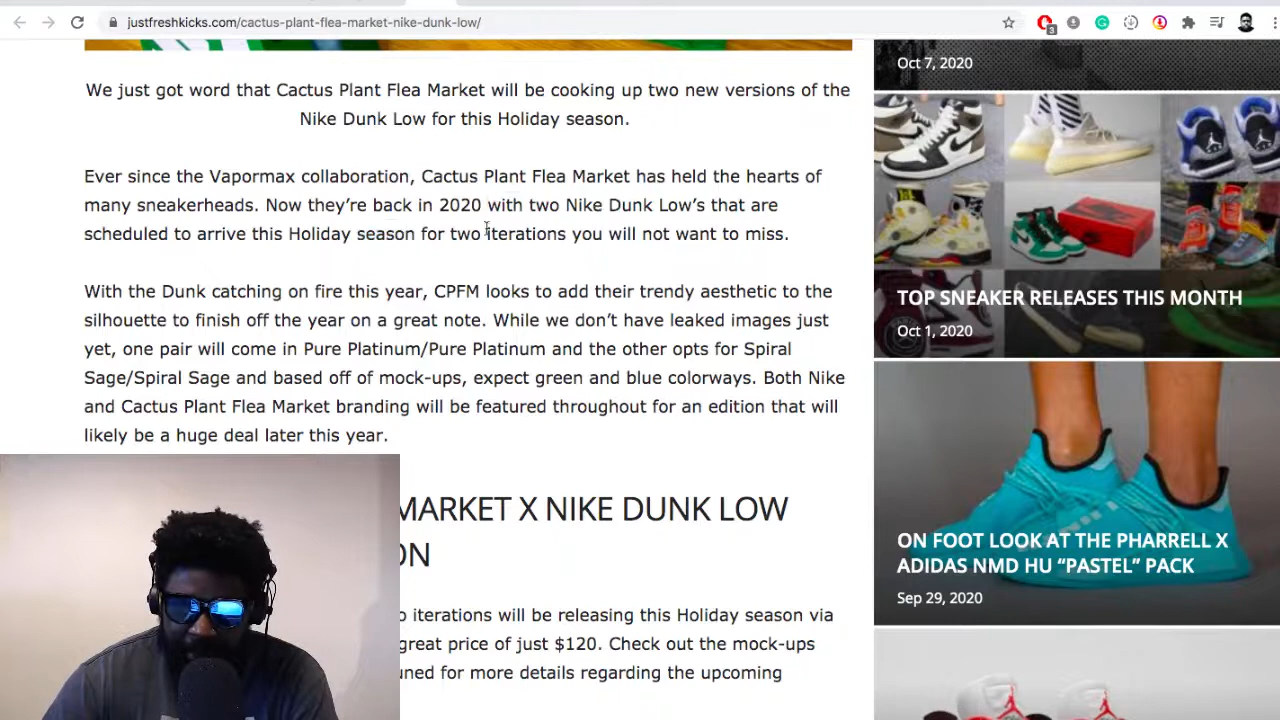 justfreshkicks.com/cactus-plant-flea-market-nike-dunk-low/
3
We just got word that Cactus Plant Flea Market will be cooking up two new versions of the
Nike Dunk Low for this Holiday season.
Ever since the Vapormax collaboration, Cactus Plant Flea Market has held the hearts of
many sneakerheads. Now they’re back in 2020 with two Nike Dunk Low’s that are
scheduled to arrive this Holiday season for two iterations you will not want to miss.
With the Dunk catching on fire this year, CPFM looks to add their trendy aesthetic to the
silhouette to finish off the year on a great note. While we don’t have leaked images just
yet, one pair will come in Pure Platinum/Pure Platinum and the other opts for Spiral
Sage/Spiral Sage and based off of mock-ups, expect green and blue colorways. Both Nike
and Cactus Plant Flea Market branding will be featured throughout for an edition that will
likely be a huge deal later this year.
MARKET X NIKE DUNK LOW
ON
o iterations will be releasing this Holiday season via
great price of just $120. Check out the mock-ups
uned for more details regarding the upcoming
Oct 7, 2020
TOP SNEAKER RELEASES THIS MONTH
Oct 1, 2020
ON FOOT LOOK AT THE PHARRELL X
ADIDAS NMD HU “PASTEL” PACK
Sep 29, 2020